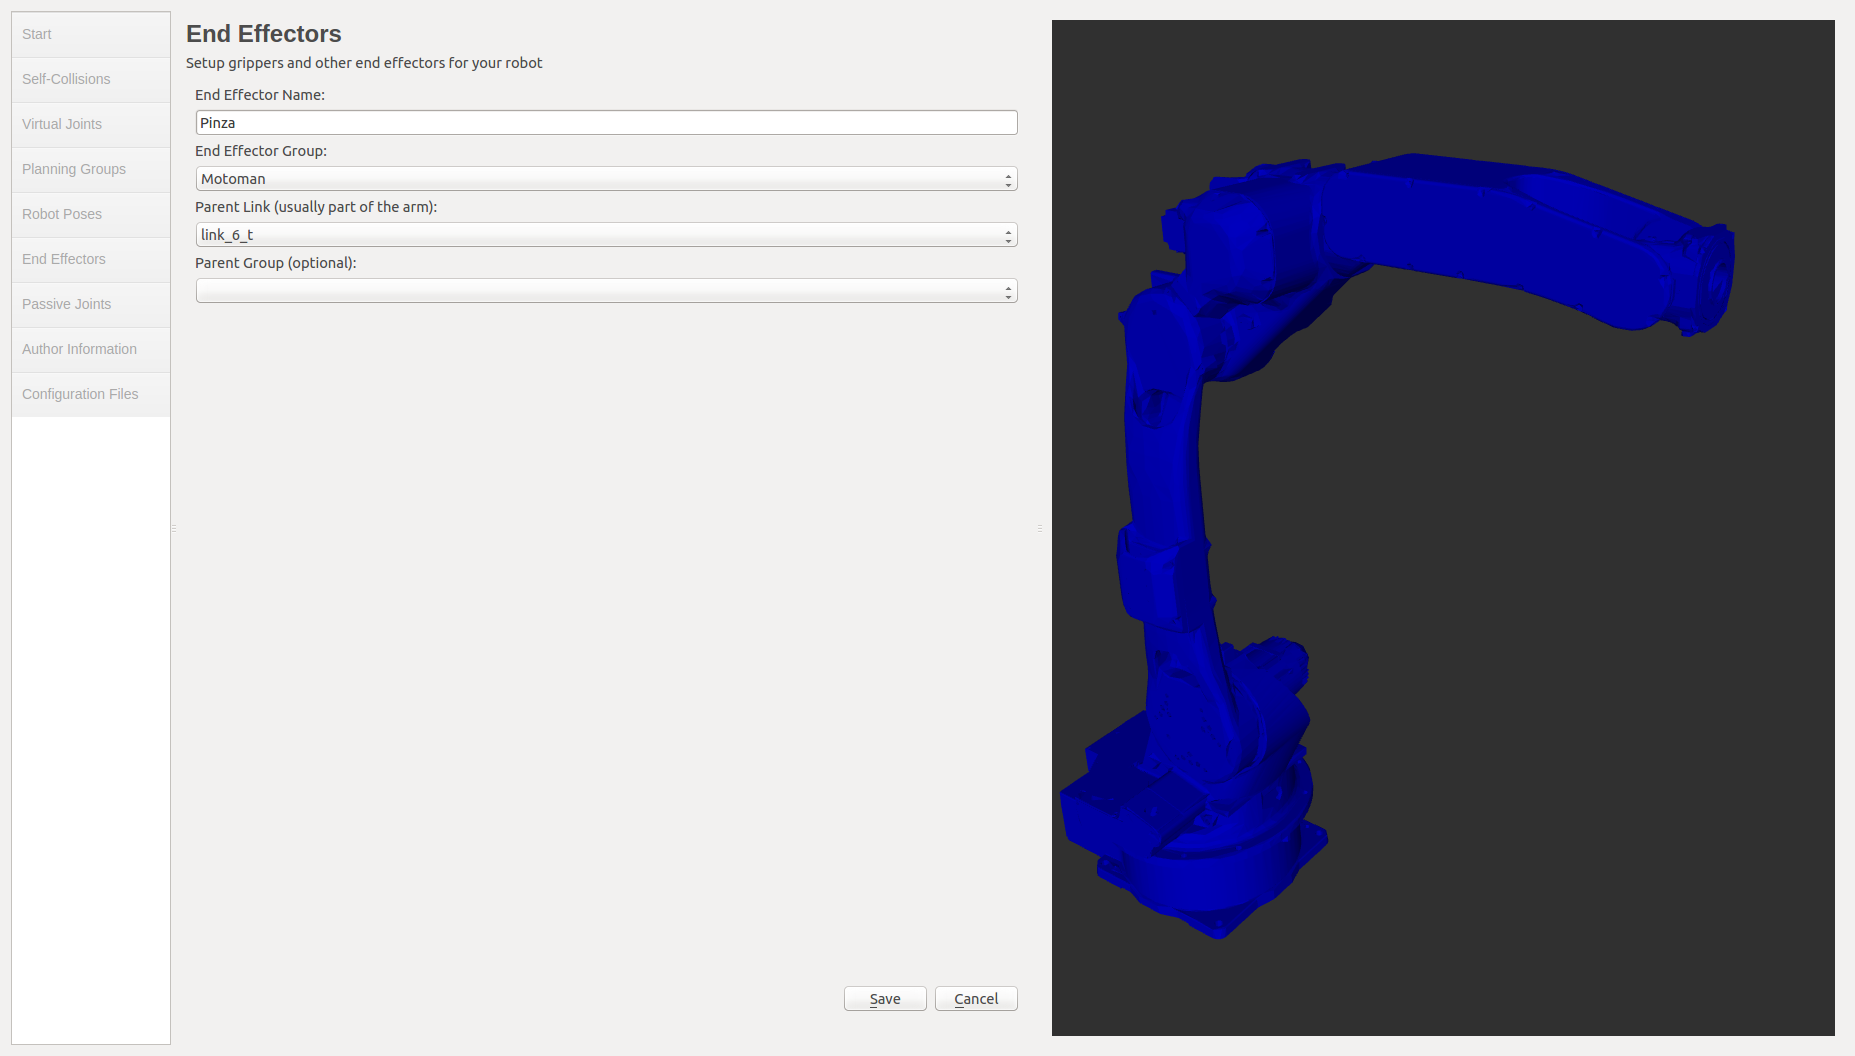 Start
Self-Collisions
Virtual Joints
Planning Groups
Robot Poses
End Effectors
Passive Joints
Author Information
Configuration Files
End Effectors
Setup grippers and other end effectors for your robot
End Effector Name:
Pinza
End Effector Group:
Motoman
Parent Link (usually part of the arm):
link_6_t
Parent Group (optional):
Save
Cancel